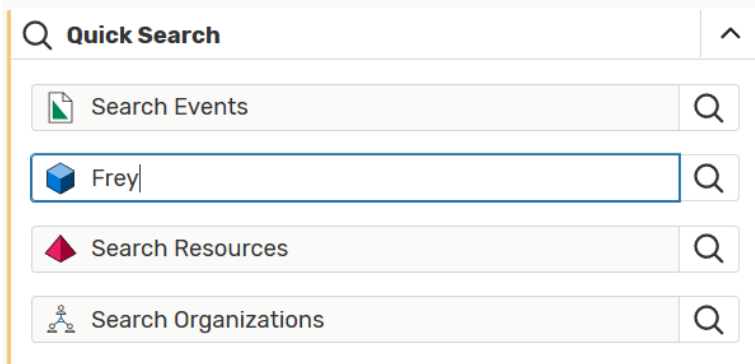 Quick Search
Search Events
Frey
Search Resources
Search Organizations